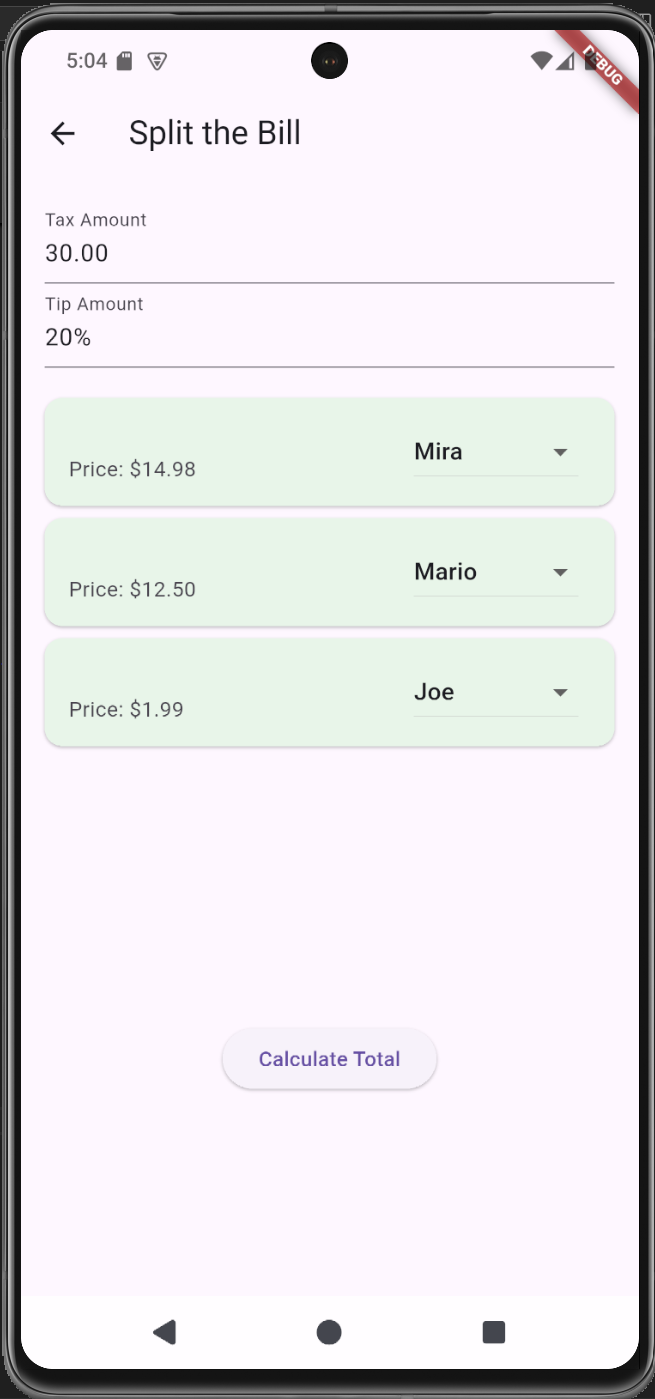 5:04
DEBUG
Split the Bill
Tax Amount
30.00
Tip Amount
20%
Mira
Price: $14.98
Mario
Price: $12.50
Joe
Price: $1.99
Calculate Total